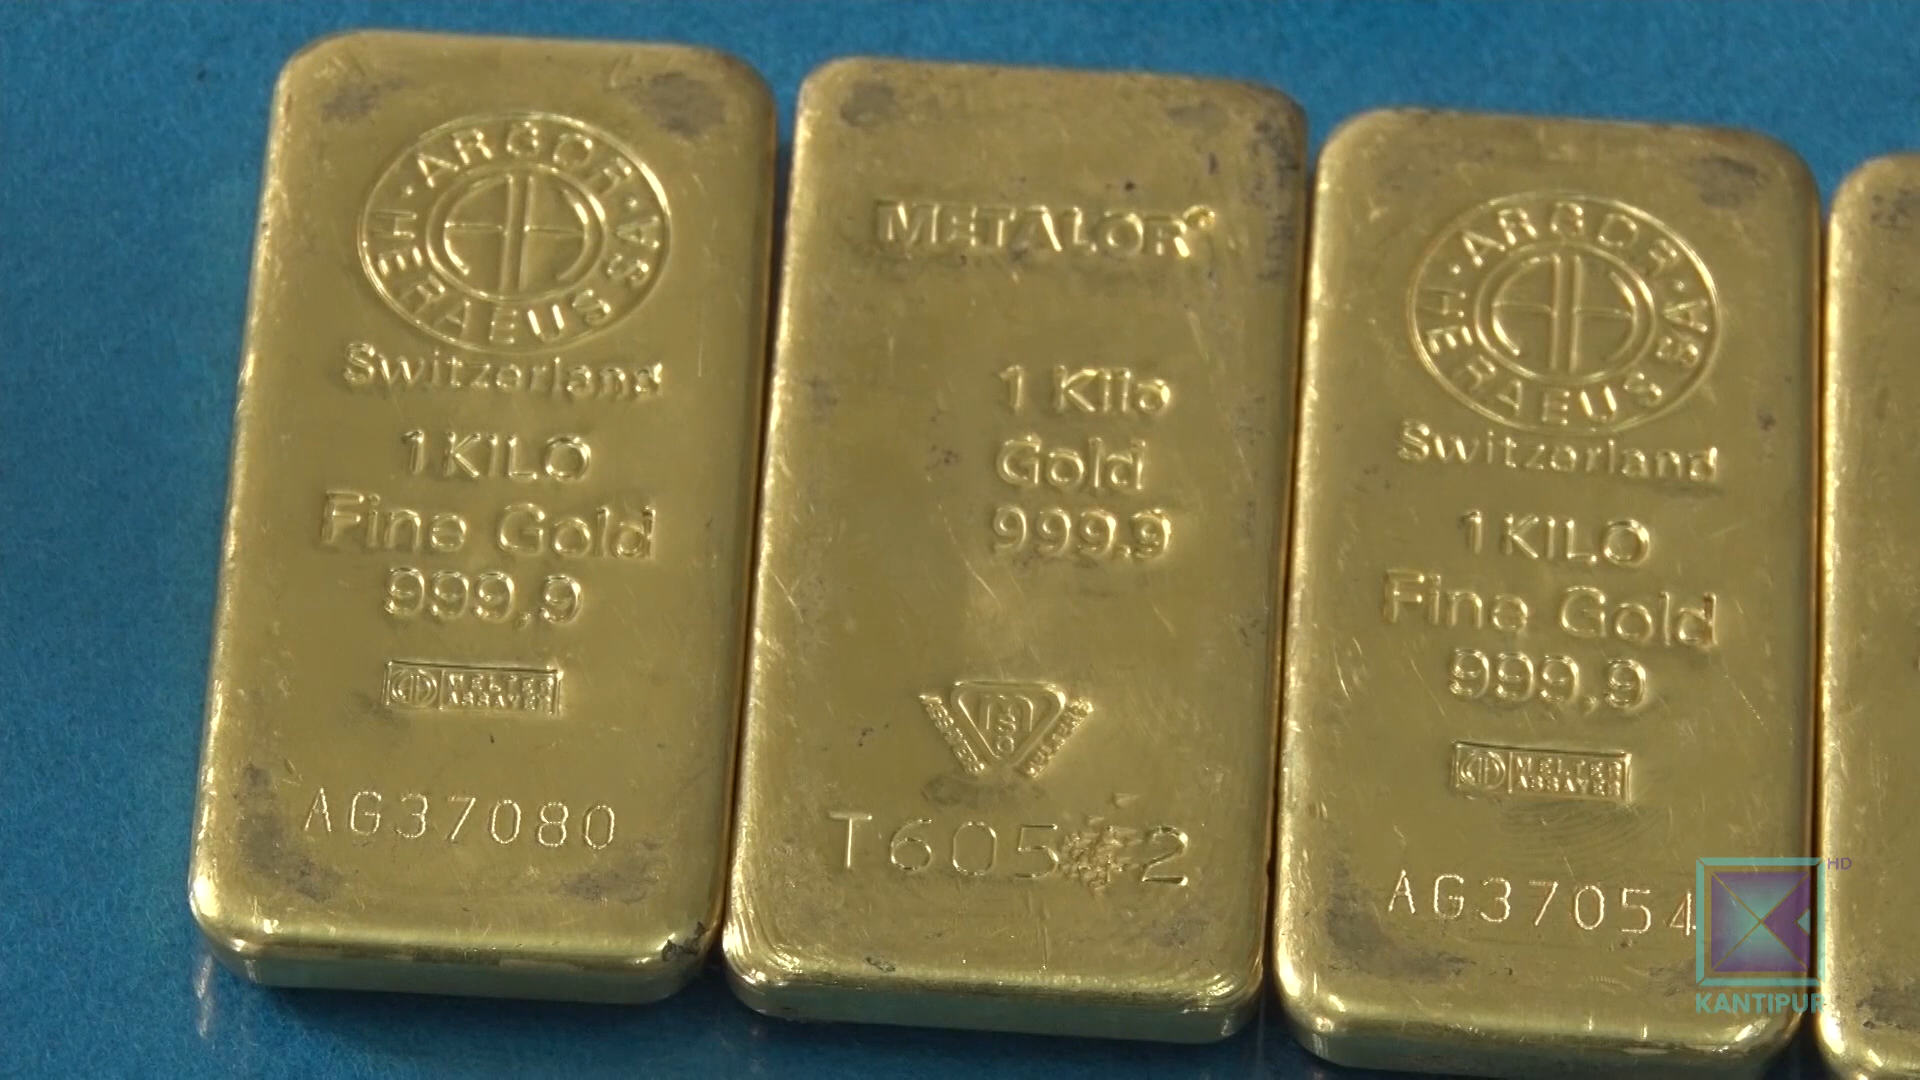 ARGOR·HERAEUS SA·
Switzerland
1 KILO
Fine Gold
999,9
MELTER
ASSAYER
AG37080
METALOR®
1 Kilo
Gold
999.9
T605
2
ARGOR·HERAEUS SA·
Switzerland
1 KILO
Fine Gold
999,9
MELTER
ASSAYER
AG37054
HD
KANTIPUR